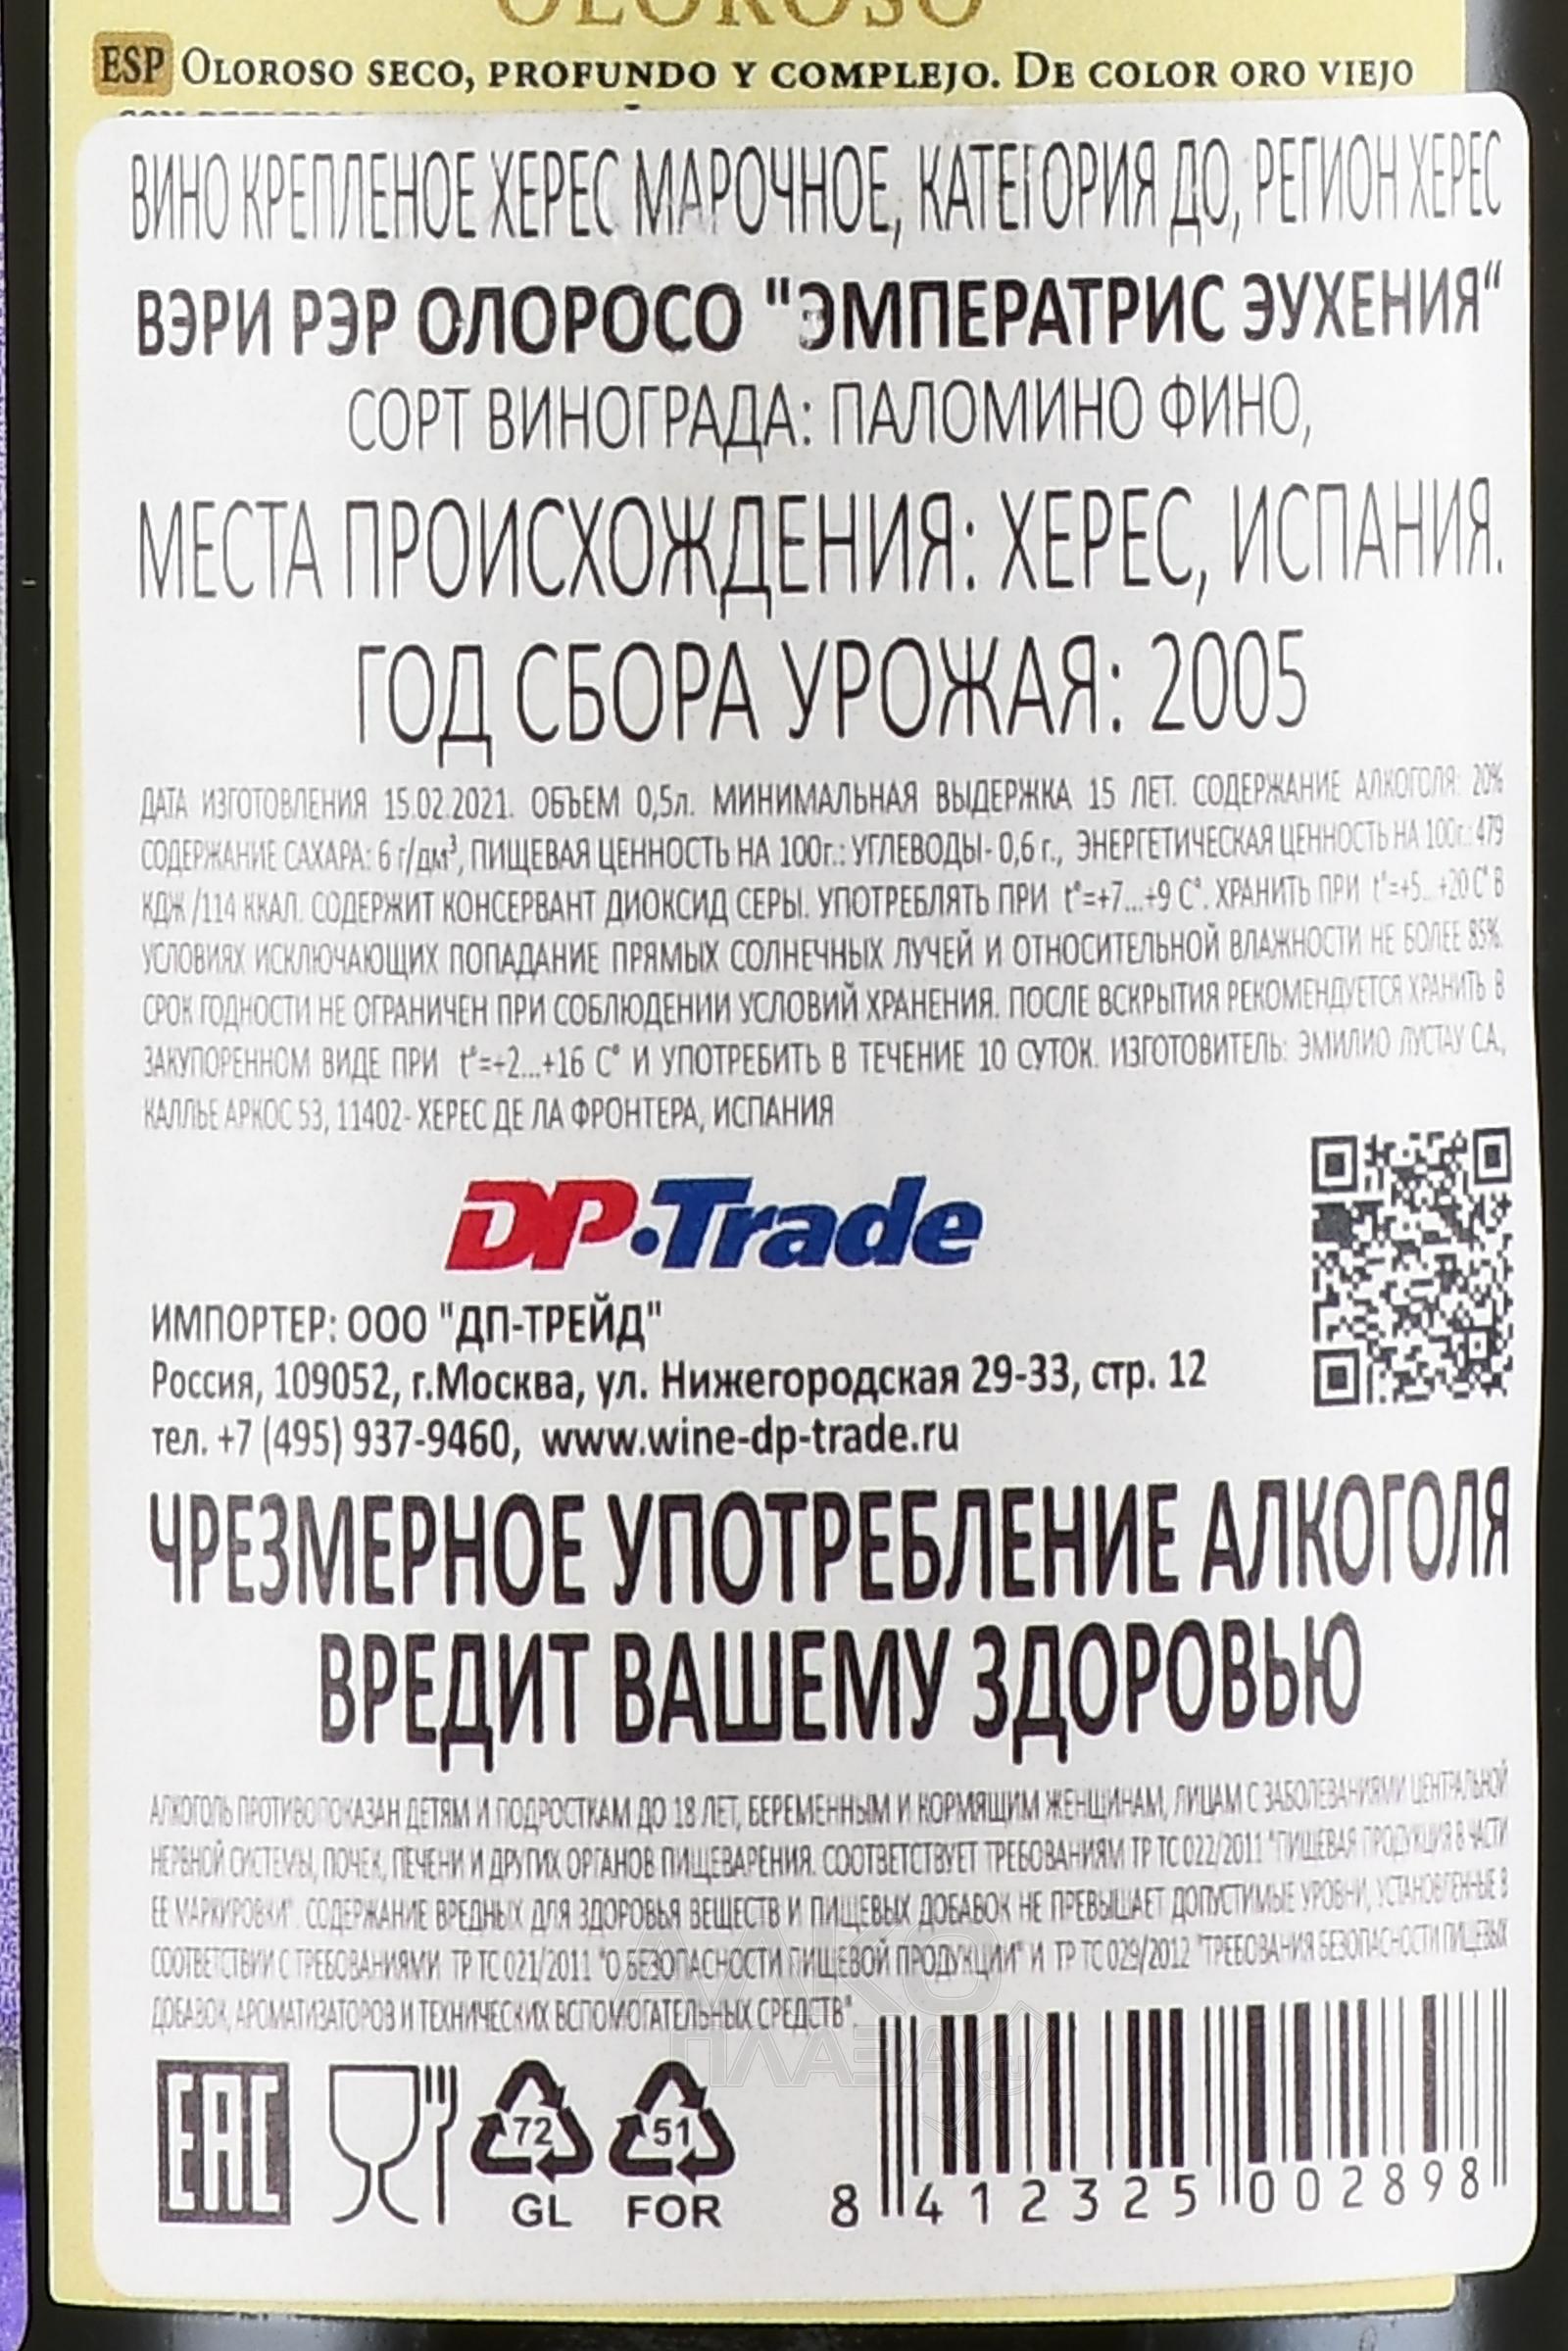 OLOROSO
ESP OLOROSO SECO, PROFUNDO Y COMPLEJO. DE COLOR ORO VIEJO
ВИНО КРЕПЛЕНОЕ ХЕРЕС МАРОЧНОЕ, КАТЕГОРИЯ ДО, РЕГИОН ХЕРЕС
ВЭРИ РЭР ОЛОРОСО "ЭМПЕРАТРИС ЭУХЕНИЯ“
СОРТ ВИНОГРАДА: ПАЛОМИНО ФИНО,
МЕСТА ПРОИСХОЖДЕНИЯ: ХЕРЕС, ИСПАНИЯ.
ГОД СБОРА УРОЖАЯ: 2005
ДАТА ИЗГОТОВЛЕНИЯ 15.02.2021. ОБЪЕМ 0,5л. МИНИМАЛЬНАЯ ВЫДЕРЖКА 15 ЛЕТ. СОДЕРЖАНИЕ АЛКОГОЛЯ: 20%
СОДЕРЖАНИЕ САХАРА: 6 г/дм³, ПИЩЕВАЯ ЦЕННОСТЬ НА 100г.: УГЛЕВОДЫ- 0,6 г., ЭНЕРГЕТИЧЕСКАЯ ЦЕННОСТЬ НА 100г.: 479
КДЖ /114 ККАЛ. СОДЕРЖИТ КОНСЕРВАНТ ДИОКСИД СЕРЫ. УПОТРЕБЛЯТЬ ПРИ t°=+7...+9 С°. ХРАНИТЬ ПРИ t°=+5...+20 С° В
УСЛОВИЯХ ИСКЛЮЧАЮЩИХ ПОПАДАНИЕ ПРЯМЫХ СОЛНЕЧНЫХ ЛУЧЕЙ И ОТНОСИТЕЛЬНОЙ ВЛАЖНОСТИ НЕ БОЛЕЕ 85%.
СРОК ГОДНОСТИ НЕ ОГРАНИЧЕН ПРИ СОБЛЮДЕНИИ УСЛОВИЙ ХРАНЕНИЯ. ПОСЛЕ ВСКРЫТИЯ РЕКОМЕНДУЕТСЯ ХРАНИТЬ В
ЗАКУПОРЕННОМ ВИДЕ ПРИ t°=+2...+16 С° И УПОТРЕБИТЬ В ТЕЧЕНИЕ 10 СУТОК. ИЗГОТОВИТЕЛЬ: ЭМИЛИО ЛУСТАУ С.А.,
КАЛЛЬЕ АРКОС 53, 11402- ХЕРЕС ДЕ ЛА ФРОНТЕРА, ИСПАНИЯ
DP·Trade
ИМПОРТЕР: ООО "ДП-ТРЕЙД"
Россия, 109052, г.Москва, ул. Нижегородская 29-33, стр. 12
тел. +7 (495) 937-9460, www.wine-dp-trade.ru
ЧРЕЗМЕРНОЕ УПОТРЕБЛЕНИЕ АЛКОГОЛЯ
ВРЕДИТ ВАШЕМУ ЗДОРОВЬЮ
АЛКОГОЛЬ ПРОТИВОПОКАЗАН ДЕТЯМ И ПОДРОСТКАМ ДО 18 ЛЕТ, БЕРЕМЕННЫМ И КОРМЯЩИМ ЖЕНЩИНАМ, ЛИЦАМ С ЗАБОЛЕВАНИЯМИ ЦЕНТРАЛЬНОЙ
НЕРВНОЙ СИСТЕМЫ, ПОЧЕК, ПЕЧЕНИ И ДРУГИХ ОРГАНОВ ПИЩЕВАРЕНИЯ. СООТВЕТСТВУЕТ ТРЕБОВАНИЯМ ТР ТС 022/2011 "ПИЩЕВАЯ ПРОДУКЦИЯ В ЧАСТИ
ЕЕ МАРКИРОВКИ". СОДЕРЖАНИЕ ВРЕДНЫХ ДЛЯ ЗДОРОВЬЯ ВЕЩЕСТВ И ПИЩЕВЫХ ДОБАВОК НЕ ПРЕВЫШАЕТ ДОПУСТИМЫЕ УРОВНИ, УСТАНОВЛЕННЫЕ В
СООТВЕТСТВИИ С ТРЕБОВАНИЯМИ ТР ТС 021/2011 "О БЕЗОПАСНОСТИ ПИЩЕВОЙ ПРОДУКЦИИ" И ТР ТС 029/2012 "ТРЕБОВАНИЯ БЕЗОПАСНОСТИ ПИЩЕВЫХ
ДОБАВОК, АРОМАТИЗАТОРОВ И ТЕХНИЧЕСКИХ ВСПОМОГАТЕЛЬНЫХ СРЕДСТВ".
АЛКО
ПЛАЗА.ru
EAC
72
GL
51
FOR
8 412325 002898